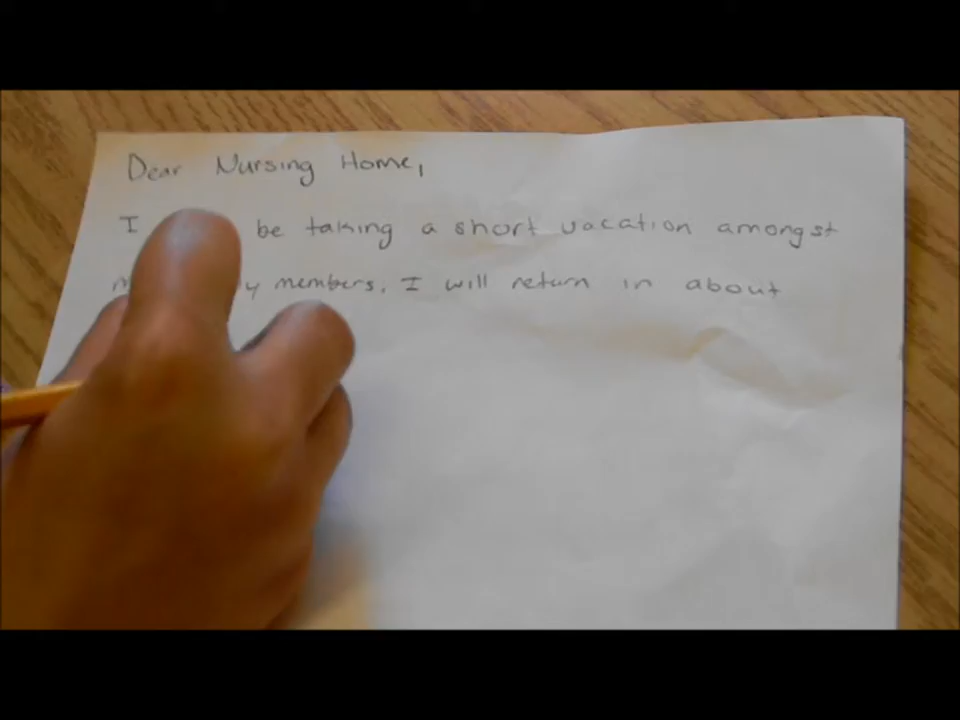 Dear Nursing Home,
I be taking a short vacation amongst
members. I will return in about